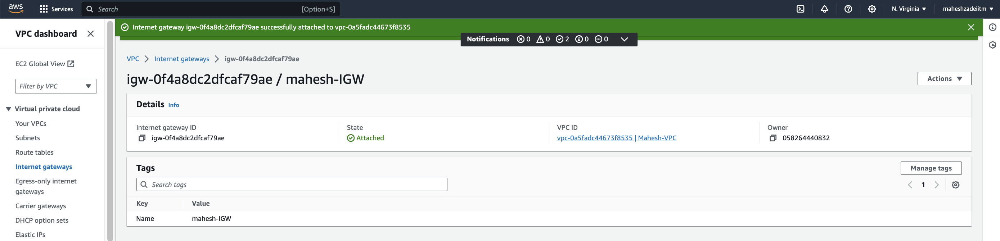 aws Services Search [Option+S] N. Virginia maheshzadeiitm
VPC dashboard
EC2 Global View
Filter by VPC
Virtual private cloud
Your VPCs
Subnets
Route tables
Internet gateways
Egress-only internet
gateways
Carrier gateways
DHCP option sets
Elastic IPs
Internet gateway igw-0f4a8dc2dfcaf79ae successfully attached to vpc-0a5fadc44673f8535
Notifications 0 0 2 0 0
VPC Internet gateways igw-0f4a8dc2dfcaf79ae
igw-0f4a8dc2dfcaf79ae / mahesh-IGW
Actions
Details Info
Internet gateway ID State VPC ID Owner
igw-0f4a8dc2dfcaf79ae Attached vpc-0a5fadc44673f8535 | Mahesh-VPC 058264440832
Tags
Manage tags
Search tags
1
Key Value
Name mahesh-IGW